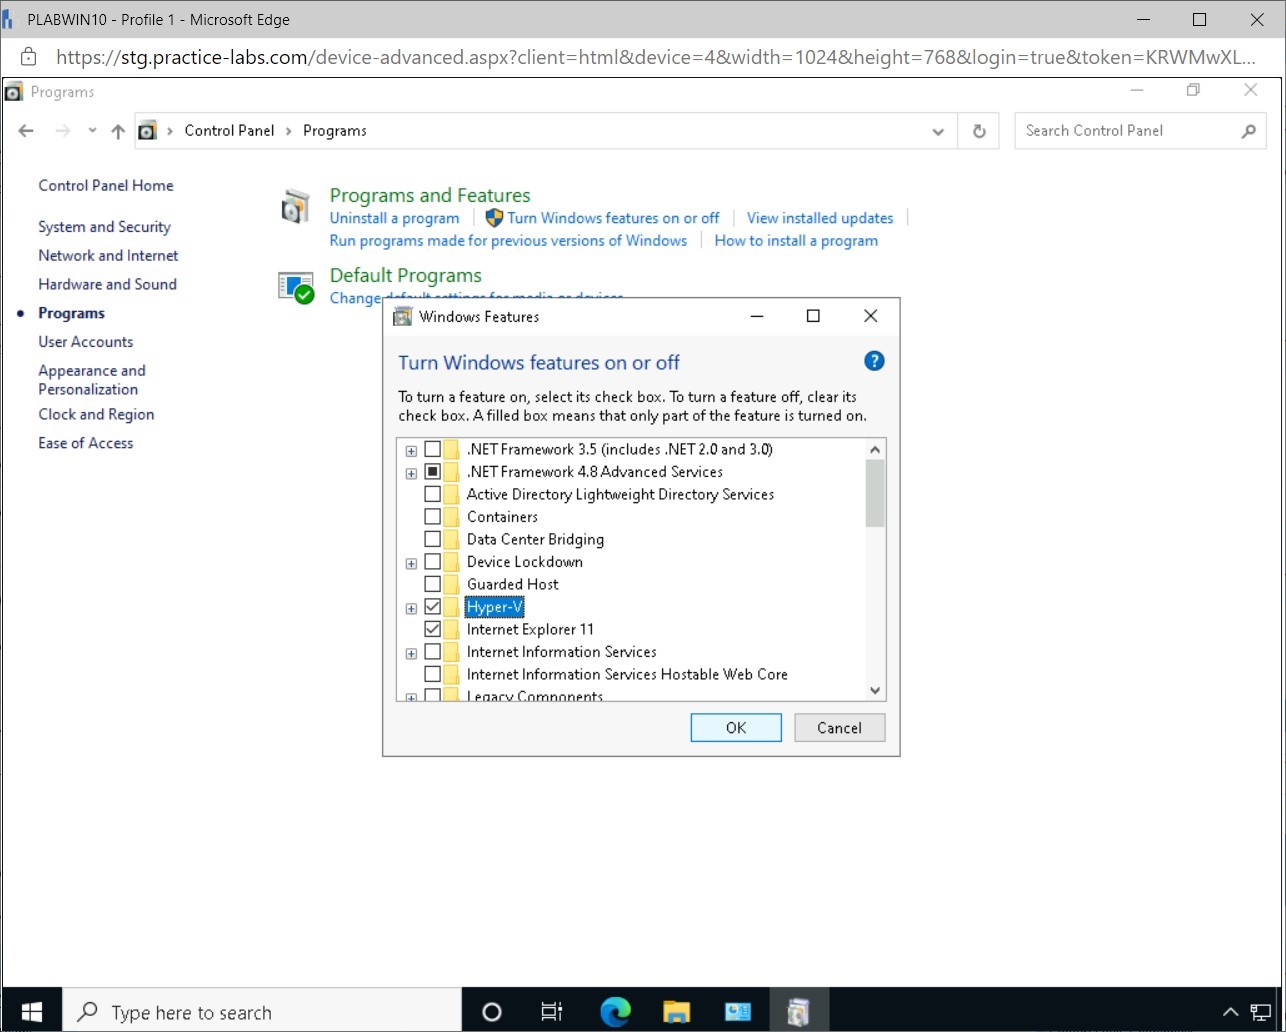 PLABWIN10 - Profile 1 - Microsoft Edge
https://stg.practice-labs.com/device-advanced.aspx?client=html&device=4&width=1024&height=768&login=true&token=KRWMwXL...
Programs
Control Panel > Programs
Search Control Panel
Control Panel Home
System and Security
Network and Internet
Hardware and Sound
Programs
User Accounts
Appearance and
Personalization
Clock and Region
Ease of Access
Programs and Features
Uninstall a program | Turn Windows features on or off | View installed updates
Run programs made for previous versions of Windows | How to install a program
Default Programs
Change default settings for media or devices
Windows Features
Turn Windows features on or off
To turn a feature on, select its check box. To turn a feature off, clear its
check box. A filled box means that only part of the feature is turned on.
.NET Framework 3.5 (includes .NET 2.0 and 3.0)
.NET Framework 4.8 Advanced Services
Active Directory Lightweight Directory Services
Containers
Data Center Bridging
Device Lockdown
Guarded Host
Hyper-V
Internet Explorer 11
Internet Information Services
Internet Information Services Hostable Web Core
Legacy Components
OK
Cancel
Type here to search